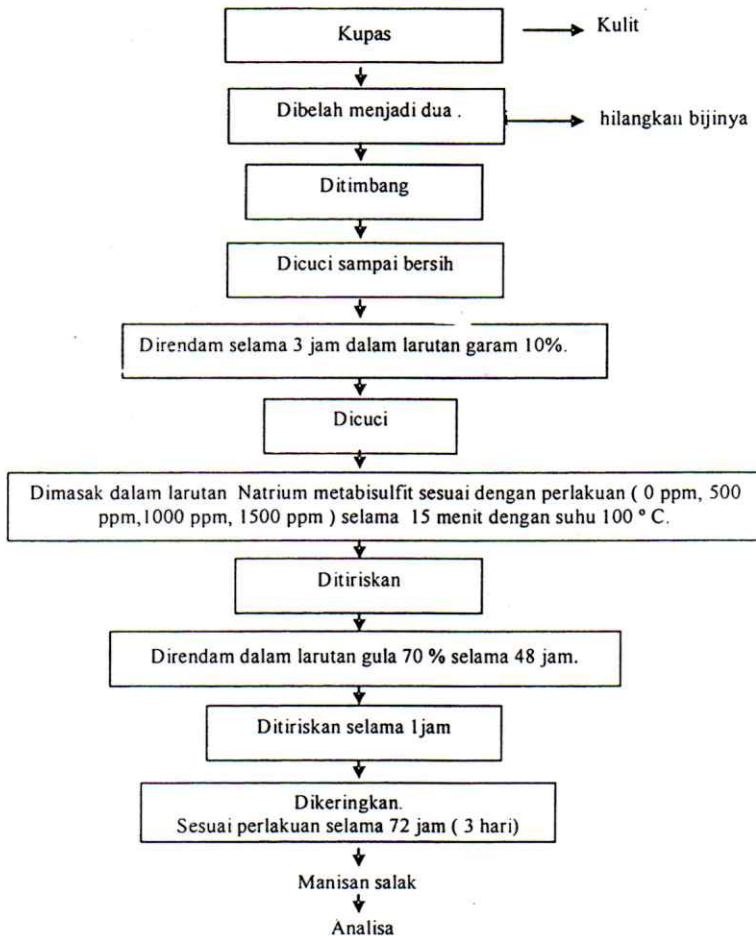 Kupas
Kulit
Dibelah menjadi dua .
hilangkan bijinya
Ditimbang
Dicuci sampai bersih
Direndam selama 3 jam dalam larutan garam 10%.
Dicuci
Dimasak dalam larutan Natrium metabisulfit sesuai dengan perlakuan ( 0 ppm, 500
ppm,1000 ppm, 1500 ppm ) selama 15 menit dengan suhu 100 º C.
Ditiriskan
Direndam dalam larutan gula 70 % selama 48 jam.
Ditiriskan selama 1jam
Dikeringkan.
Sesuai perlakuan selama 72 jam ( 3 hari)
Manisan salak
Analisa